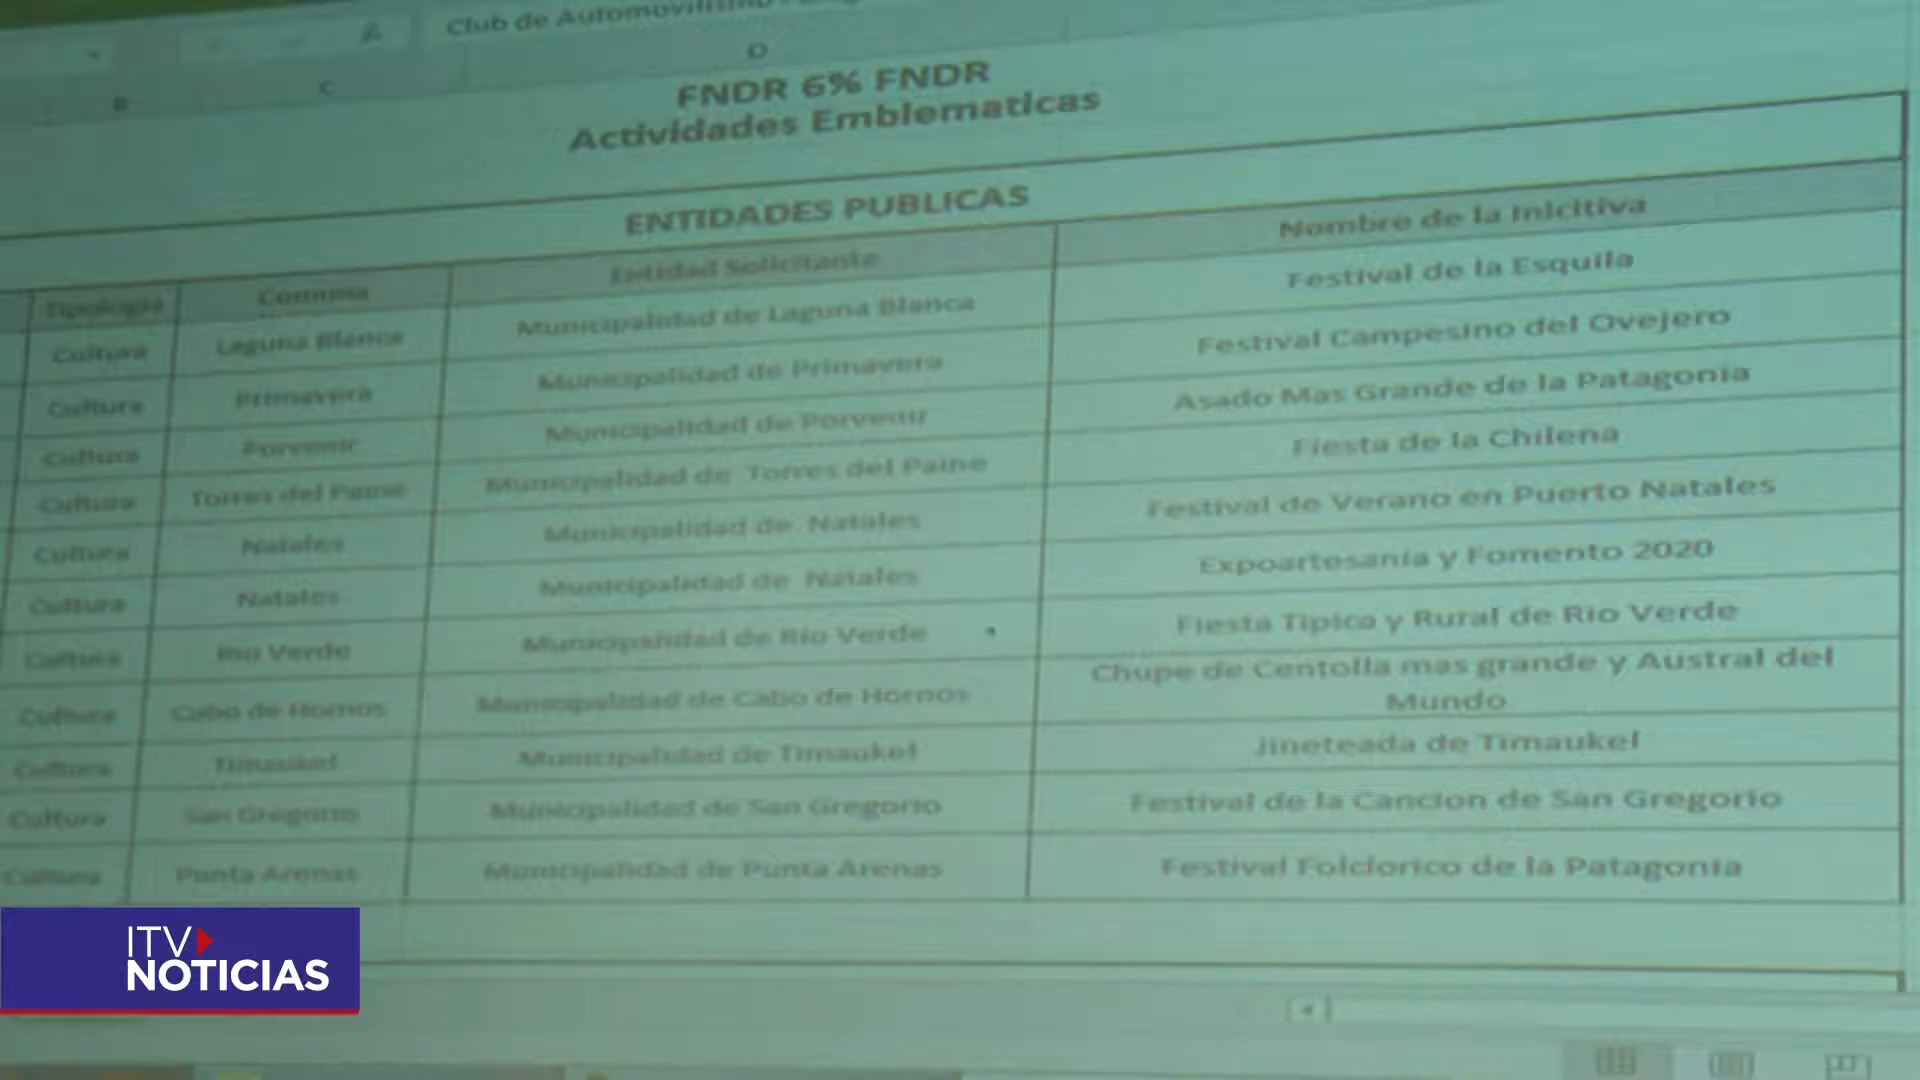 Club de Automovilismo
B C D
FNDR 6% FNDR
Actividades Emblematicas
ENTIDADES PUBLICAS
Tipología Comuna Entidad Solicitante Nombre de la Inicitiva
Cultura Laguna Blanca Municipalidad de Laguna Blanca Festival de la Esquila
Cultura Primavera Municipalidad de Primavera Festival Campesino del Ovejero
Cultura Porvenir Municipalidad de Porvenir Asado Mas Grande de la Patagonia
Cultura Torres del Paine Municipalidad de Torres del Paine Fiesta de la Chilena
Cultura Natales Municipalidad de Natales Festival de Verano en Puerto Natales
Cultura Natales Municipalidad de Natales Expoartesania y Fomento 2020
Cultura Rio Verde Municipalidad de Rio Verde Fiesta Tipica y Rural de Rio Verde
Cultura Cabo de Hornos Municipalidad de Cabo de Hornos Chupe de Centolla mas grande y Austral del
Mundo
Cultura Timaukel Municipalidad de Timaukel Jineteada de Timaukel
Cultura San Gregorio Municipalidad de San Gregorio Festival de la Cancion de San Gregorio
Cultura Punta Arenas Municipalidad de Punta Arenas Festival Folclorico de la Patagonia
ITV
NOTICIAS